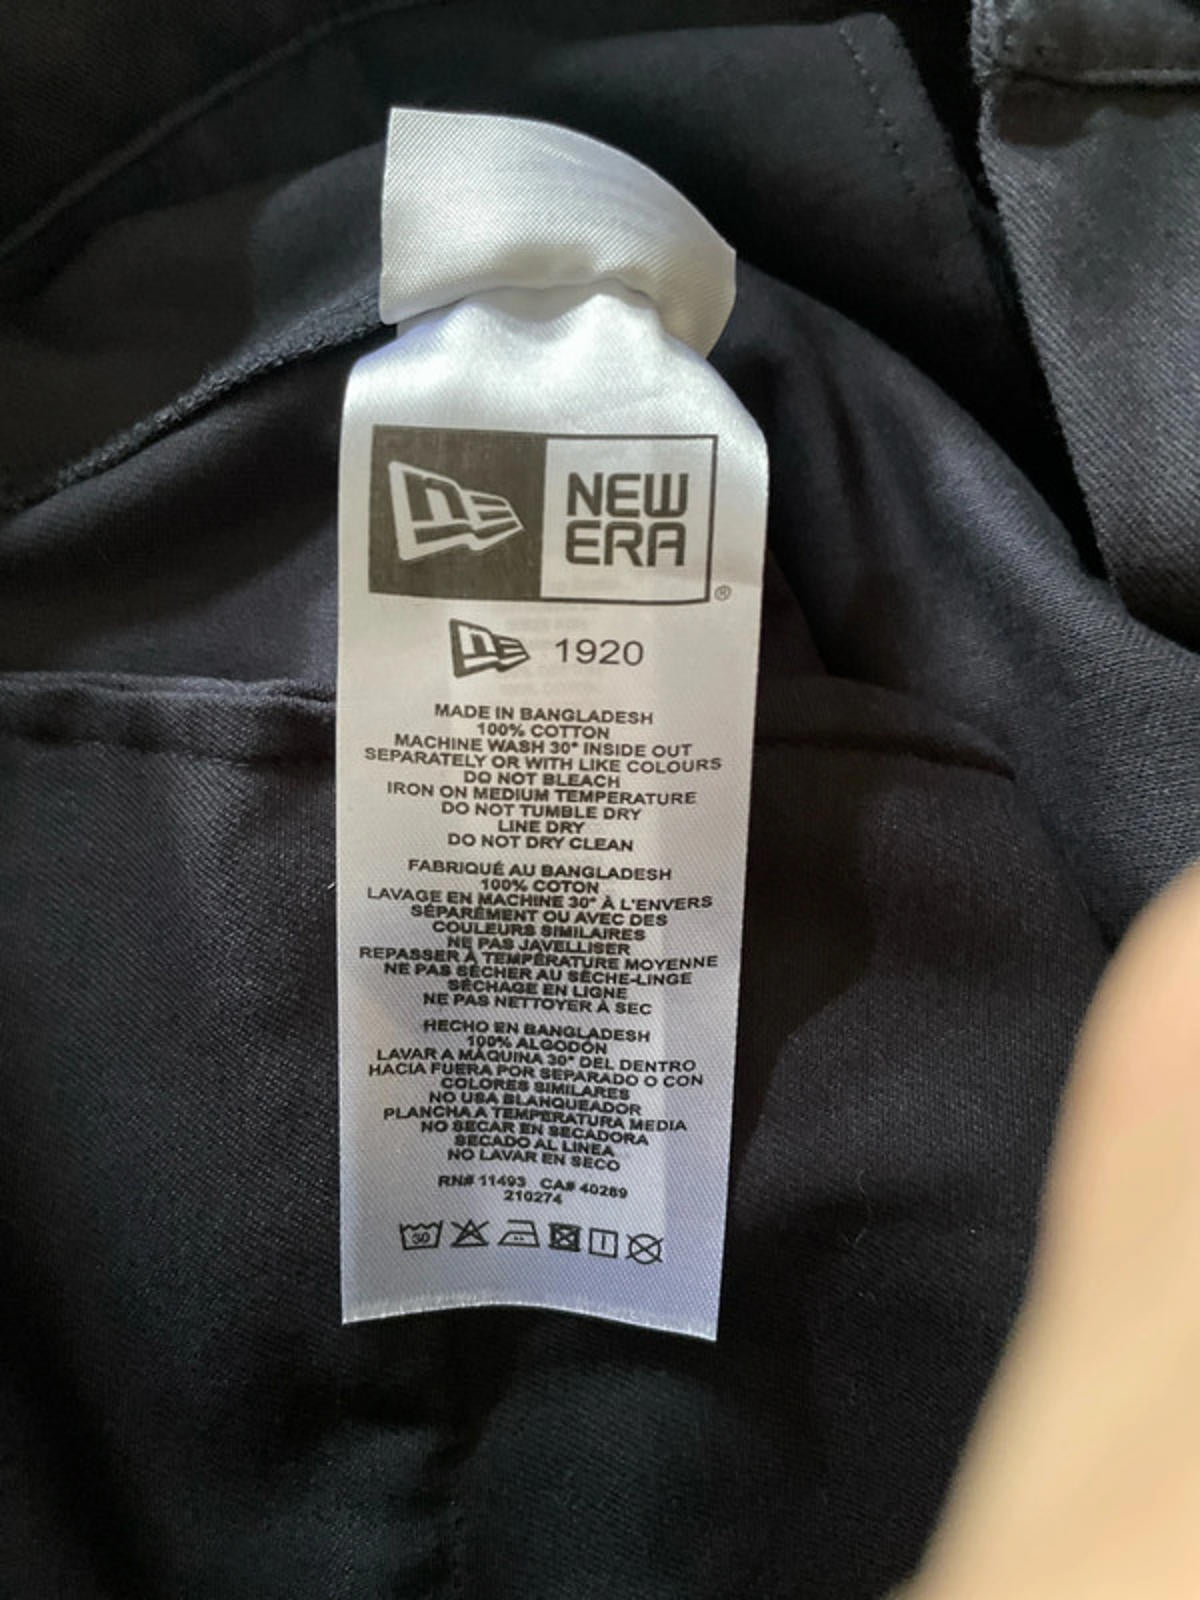 NEW
ERA
®
1920
MADE IN BANGLADESH
100% COTTON
MACHINE WASH 30° INSIDE OUT
SEPARATELY OR WITH LIKE COLOURS
DO NOT BLEACH
IRON ON MEDIUM TEMPERATURE
DO NOT TUMBLE DRY
LINE DRY
DO NOT DRY CLEAN
FABRIQUÉ AU BANGLADESH
100% COTON
LAVAGE EN MACHINE 30° À L'ENVERS
SÉPARÉMENT OU AVEC DES
COULEURS SIMILAIRES
NE PAS JAVELLISER
REPASSER À TEMPÉRATURE MOYENNE
NE PAS SÉCHER AU SÈCHE-LINGE
SÉCHAGE EN LIGNE
NE PAS NETTOYER À SEC
HECHO EN BANGLADESH
100% ALGODÓN
LAVAR A MÁQUINA 30° DEL DENTRO
HACIA FUERA POR SEPARADO O CON
COLORES SIMILARES
NO USA BLANQUEADOR
PLANCHA A TEMPERATURA MEDIA
NO SECAR EN SECADORA
SECADO AL LINEA
NO LAVAR EN SECO
RN# 11493 CA# 40289
210274
30